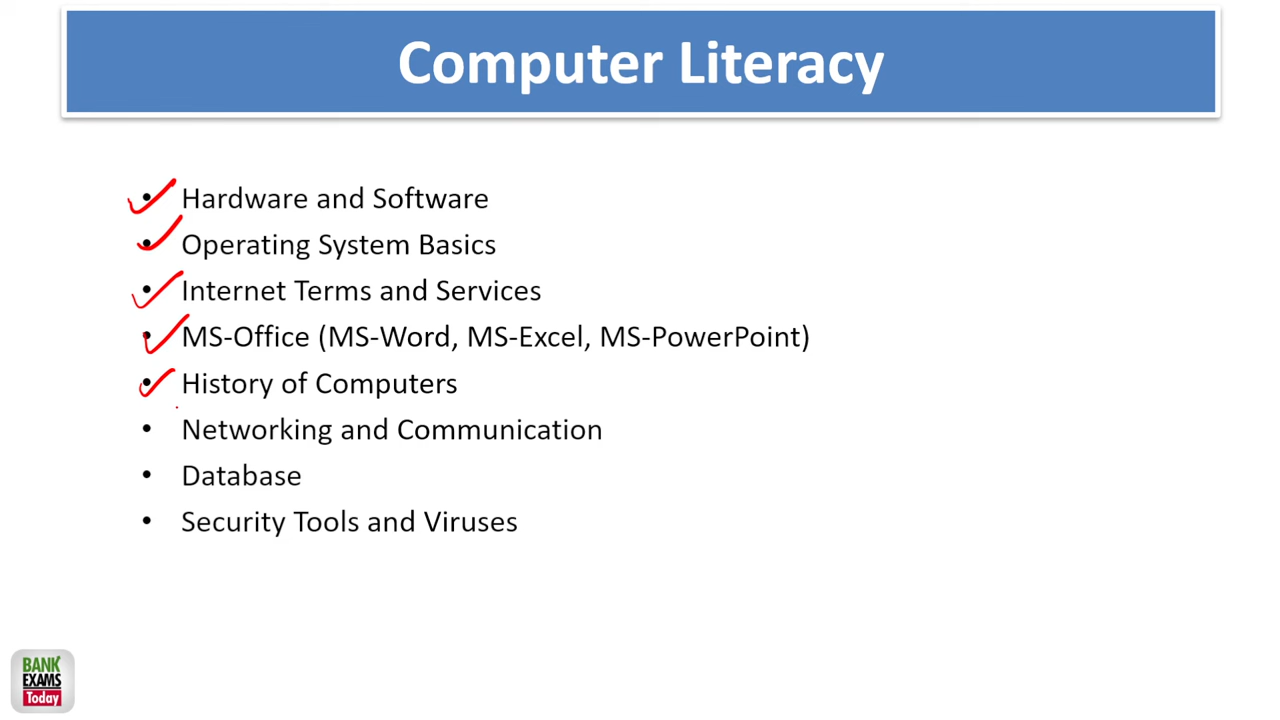 Computer Literacy
• Hardware and Software
• Operating System Basics
• Internet Terms and Services
• MS-Office (MS-Word, MS-Excel, MS-PowerPoint)
• History of Computers
• Networking and Communication
• Database
• Security Tools and Viruses
BANK
EXAMS
Today